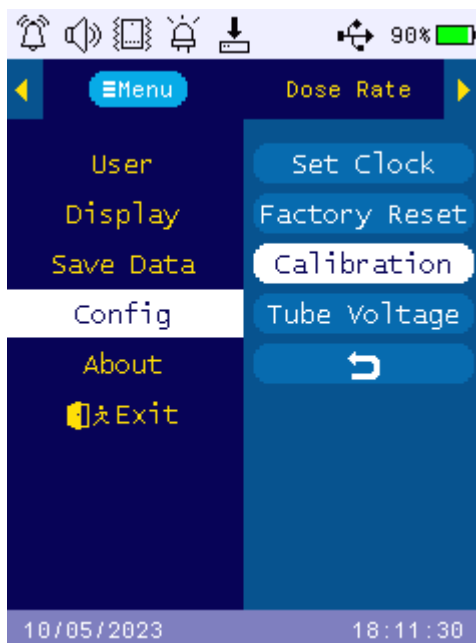 90%
Menu Dose Rate
User Set Clock
Display Factory Reset
Save Data Calibration
Config Tube Voltage
About
Exit
10/05/2023 18:11:30